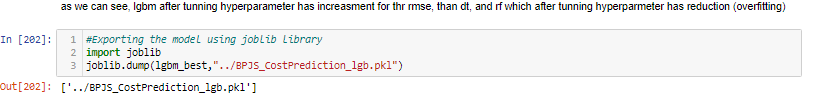 as we can see, lgbm after tunning hyperparameter has increasment for thr rmse, than dt, and rf which after tunning hyperparmeter has reduction (overfitting)
In [202]: 1 #Exporting the model using joblib library
2 import joblib
3 joblib.dump(lgbm_best,"../BPJS_CostPrediction_lgb.pkl")
Out[202]: ['../BPJS_CostPrediction_lgb.pkl']